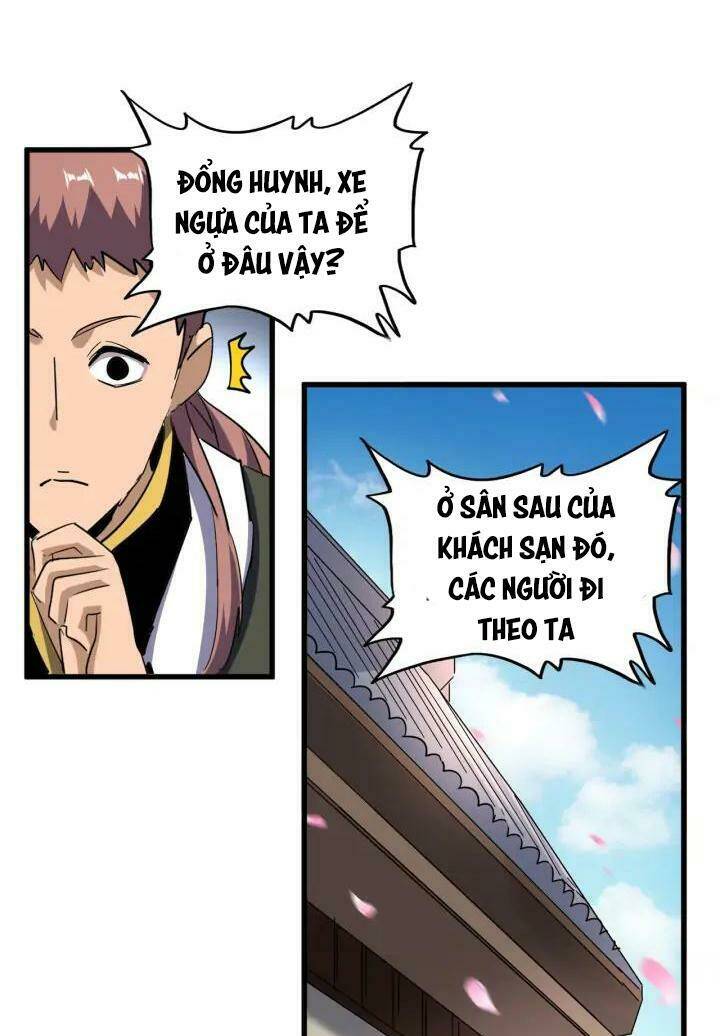 ĐỔNG HUYNH, XE
NGỰA CỦA TA ĐỂ
Ở ĐÂU VẬY?
Ở SÂN SAU CỦA
KHÁCH SẠN ĐÓ,
CÁC NGƯỜI ĐI
THEO TA